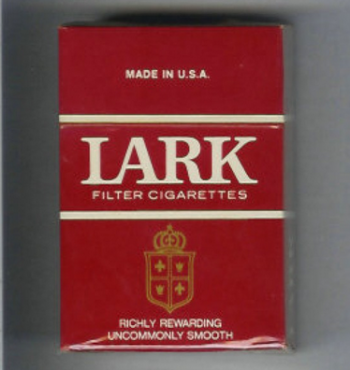 MADE IN U.S.A.
LARK
FILTER CIGARETTES
RICHLY REWARDING
UNCOMMONLY SMOOTH